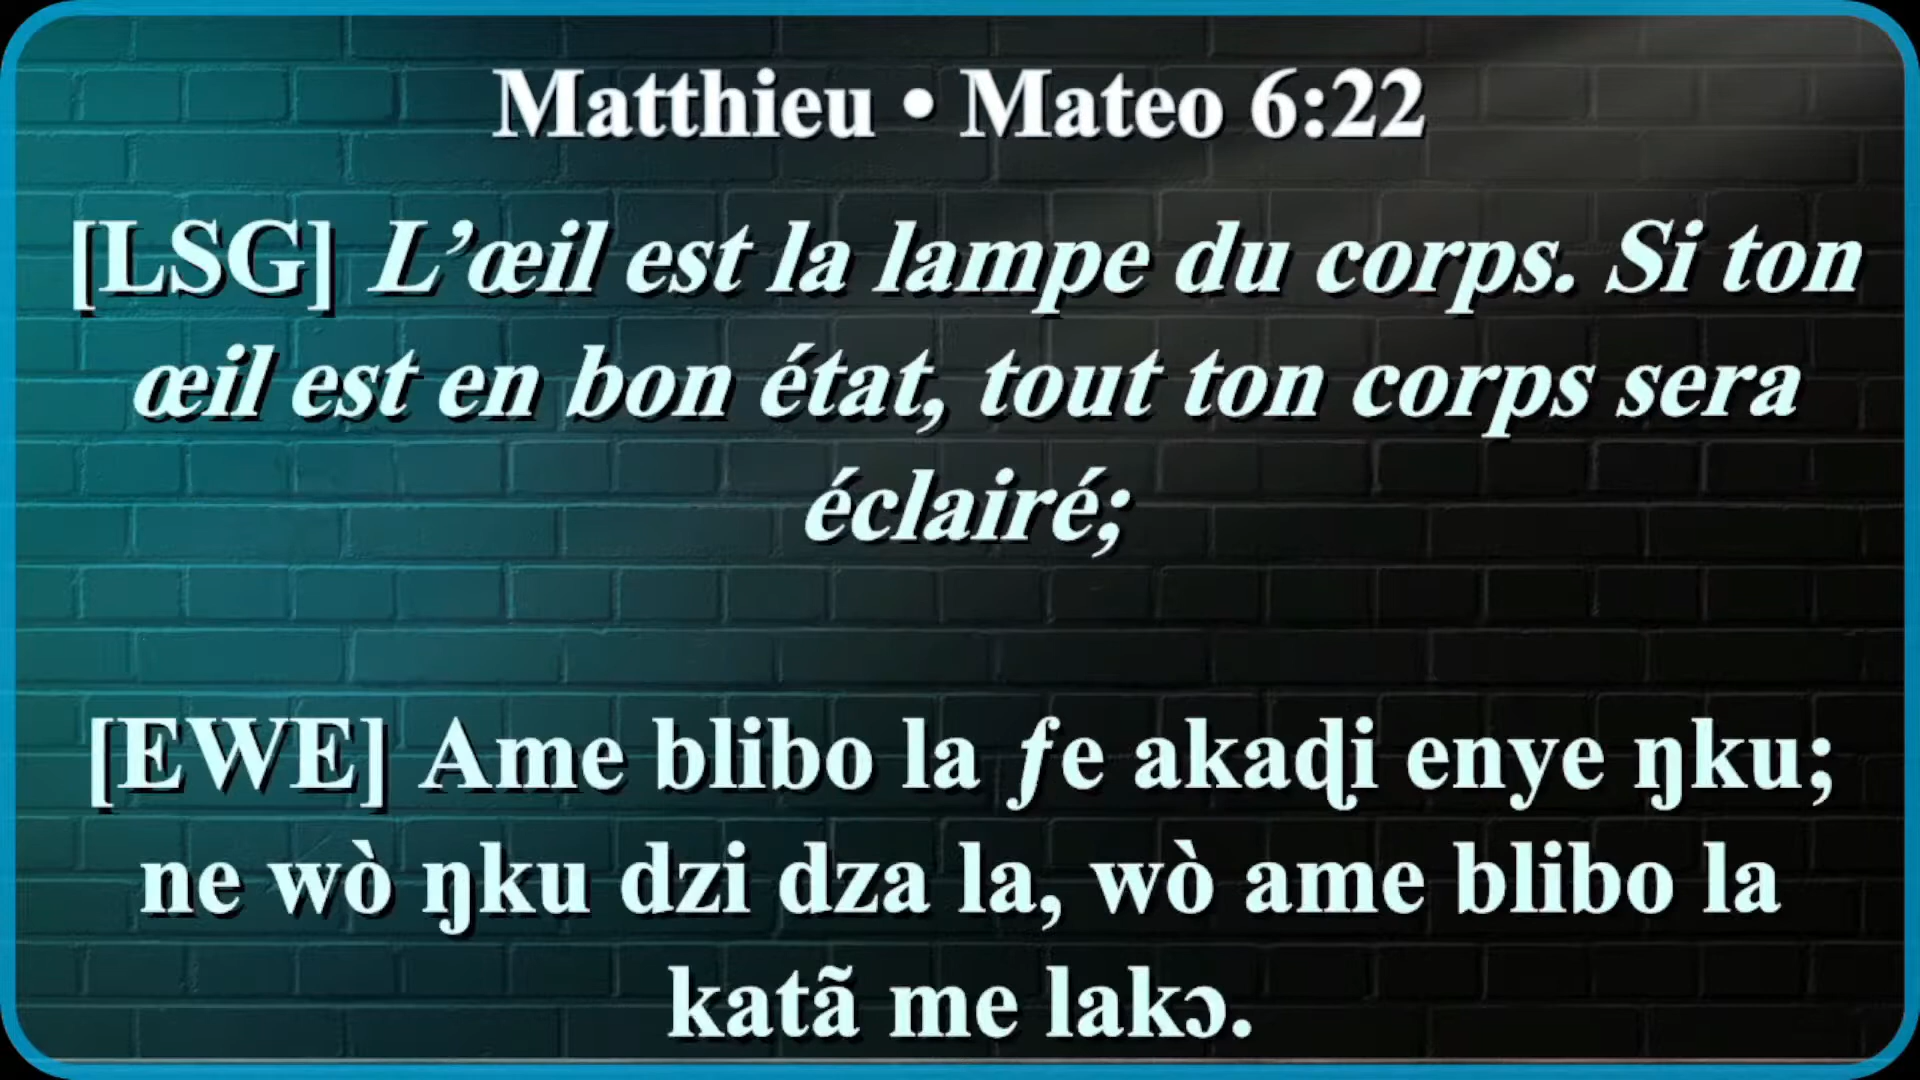 Matthieu • Mateo 6:22
[LSG] L’œil est la lampe du corps. Si ton
œil est en bon état, tout ton corps sera
éclairé;
[EWE] Ame blibo la ƒe akaɖi enye ŋku;
ne wò ŋku dzi dza la, wò ame blibo la
katã me lakɔ.